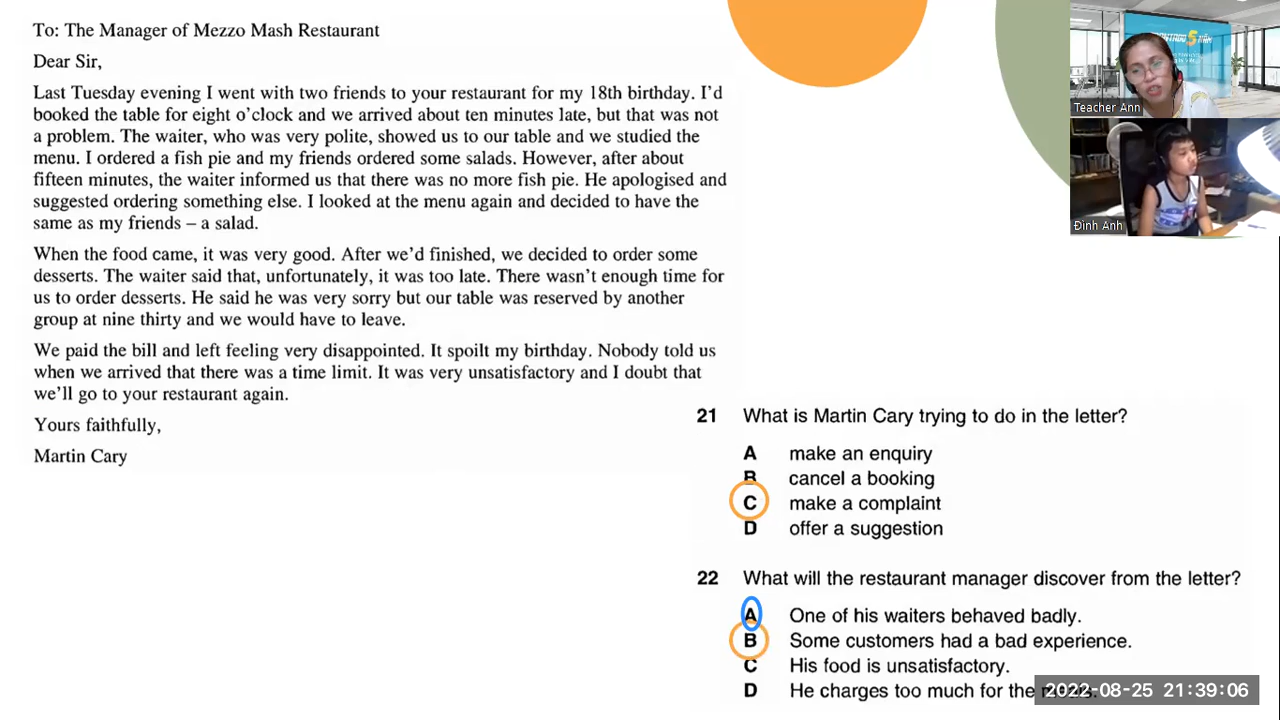 To: The Manager of Mezzo Mash Restaurant
Dear Sir,
Last Tuesday evening I went with two friends to your restaurant for my 18th birthday. I'd
booked the table for eight o'clock and we arrived about ten minutes late, but that was not
a problem. The waiter, who was very polite, showed us to our table and we studied the
menu. I ordered a fish pie and my friends ordered some salads. However, after about
fifteen minutes, the waiter informed us that there was no more fish pie. He apologised and
suggested ordering something else. I looked at the menu again and decided to have the
same as my friends – a salad.
When the food came, it was very good. After we'd finished, we decided to order some
desserts. The waiter said that, unfortunately, it was too late. There wasn't enough time for
us to order desserts. He said he was very sorry but our table was reserved by another
group at nine thirty and we would have to leave.
We paid the bill and left feeling very disappointed. It spoilt my birthday. Nobody told us
when we arrived that there was a time limit. It was very unsatisfactory and I doubt that
we'll go to your restaurant again.
Yours faithfully,
Martin Cary
Teacher Ann
Đình Anh
21 What is Martin Cary trying to do in the letter?
A make an enquiry
B cancel a booking
C make a complaint
D offer a suggestion
22 What will the restaurant manager discover from the letter?
A One of his waiters behaved badly.
B Some customers had a bad experience.
C His food is unsatisfactory.
D He charges too much for the
2022-08-25 21:39:06